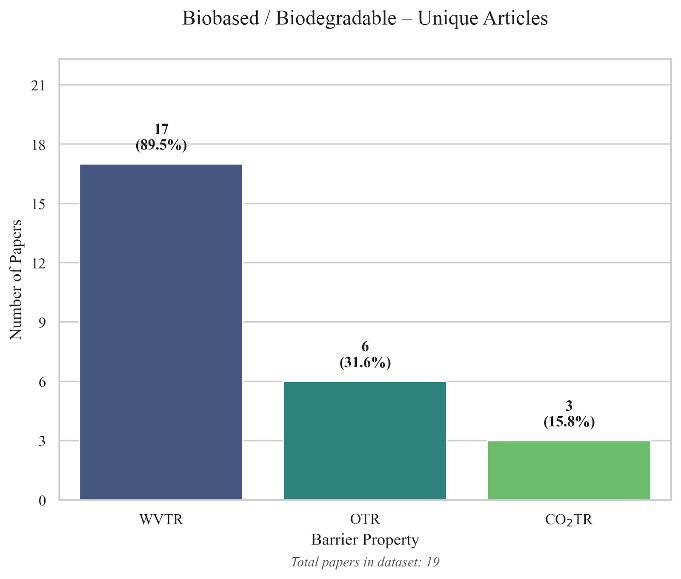 Biobased / Biodegradable – Unique Articles
Number of Papers
21
18
15
12
9
6
3
0
17
(89.5%)
6
(31.6%)
3
(15.8%)
WVTR
OTR
CO₂TR
Barrier Property
Total papers in dataset: 19